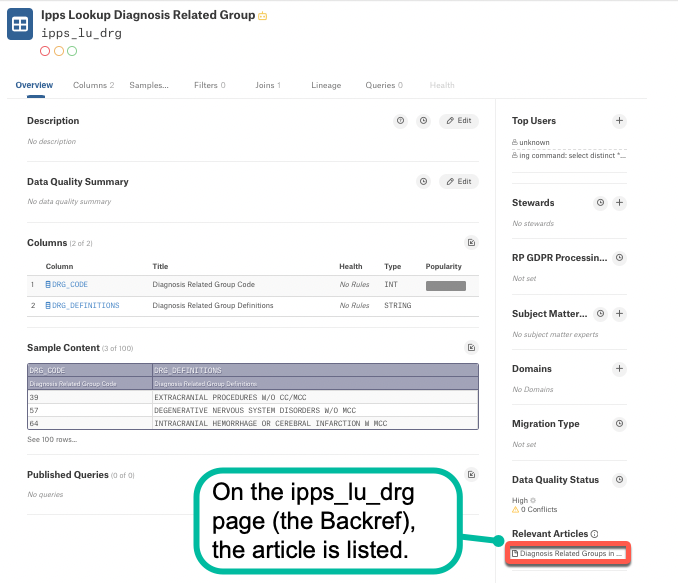 Ipps Lookup Diagnosis Related Group
ipps_lu_drg
Overview Columns 2 Samples... Filters 0 Joins 1 Lineage Queries 0 Health
Description Edit
No description
Data Quality Summary Edit
No data quality summary
Columns (2 of 2)
Column Title Health Type Popularity
1 DRG_CODE Diagnosis Related Group Code No Rules INT
2 DRG_DEFINITIONS Diagnosis Related Group Definitions No Rules STRING
Sample Content (3 of 100)
DRG_CODE DRG_DEFINITIONS
Diagnosis Related Group Code Diagnosis Related Group Definitions
39 EXTRACRANIAL PROCEDURES W/O CC/MCC
57 DEGENERATIVE NERVOUS SYSTEM DISORDERS W/O MCC
64 INTRACRANIAL HEMORRHAGE OR CEREBRAL INFARCTION W MCC
See 100 rows...
Published Queries (0 of 0)
No queries
On the ipps_lu_drg
page (the Backref),
the article is listed.
Top Users
unknown
ing command: select distinct "...
Stewards
No stewards
RP GDPR Processin...
Not set
Subject Matter...
No subject matter experts
Domains
No Domains
Migration Type
Not set
Data Quality Status
High
0 Conflicts
Relevant Articles
Diagnosis Related Groups in ...